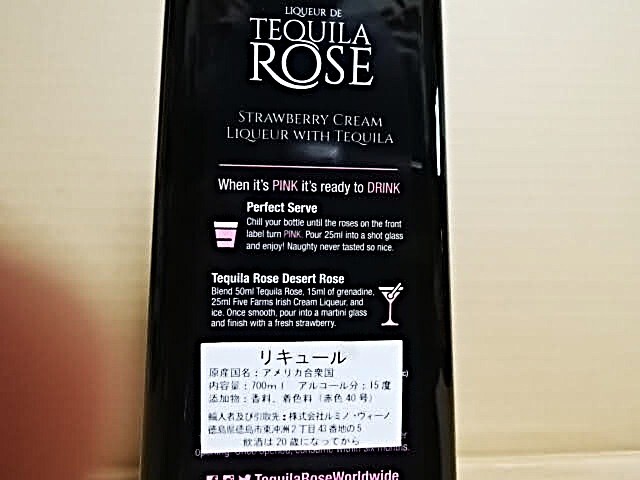 LIQUEUR DE
TEQUILA
ROSE
STRAWBERRY CREAM
LIQUEUR WITH TEQUILA
When it's PINK it's ready to DRINK
Perfect Serve
Chill your bottle until the roses on the front
label turn PINK. Pour 25ml into a shot glass
and enjoy! Naughty never tasted so nice.
Tequila Rose Desert Rose
Blend 50ml Tequila Rose, 15ml of grenadine,
25ml Five Farms Irish Cream Liqueur, and
ice. Once smooth, pour into a martini glass
and finish with a fresh strawberry.
リキュール
原産国名：アメリカ合衆国
内容量：700ml アルコール分：15度
添加物：香料、着色料（赤色40号）
輸入者及び引取先：株式会社ルミノ・ヴィーノ
徳島県徳島市東沖洲2丁目43番地の5
飲酒は20歳になってから
opening. Once opened, consume within six months.
TequilaRoseWorldwide